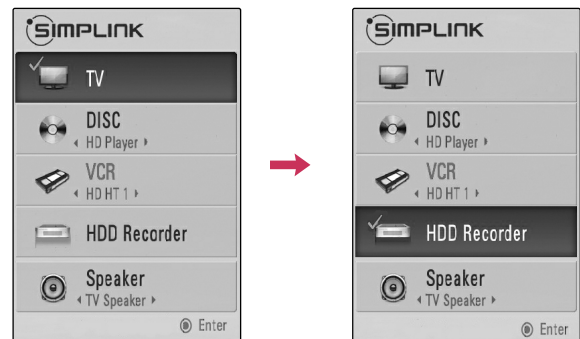 SIMPLINK
TV
DISC
◀ HD Player ▶
VCR
◀ HD HT 1 ▶
HDD Recorder
Speaker
◀ TV Speaker ▶
◉ Enter
SIMPLINK
TV
DISC
◀ HD Player ▶
VCR
◀ HD HT 1 ▶
HDD Recorder
Speaker
◀ TV Speaker ▶
◉ Enter